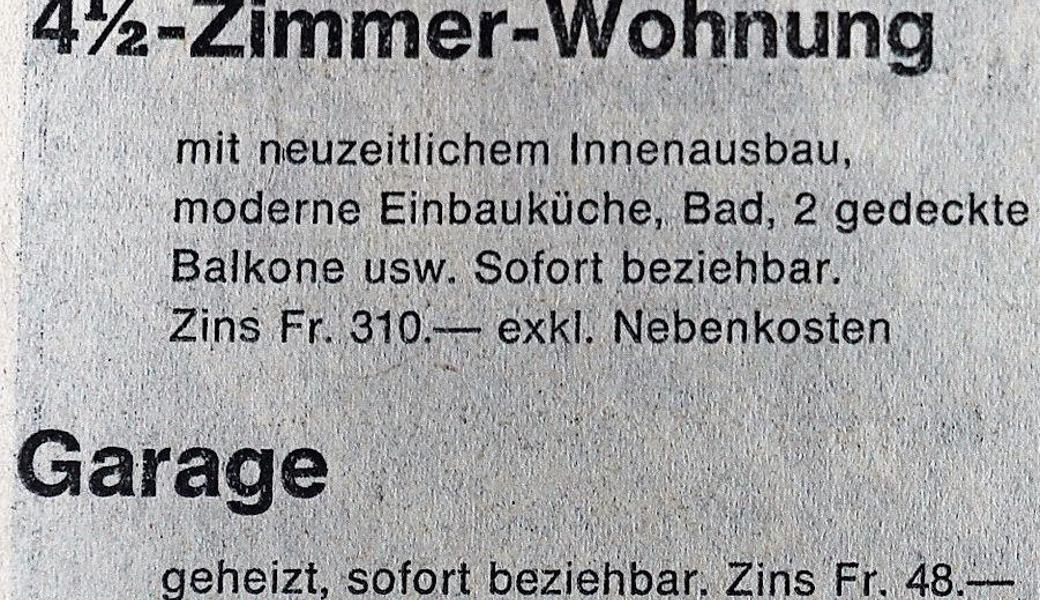 4½-Zimmer-Wohnung
mit neuzeitlichem Innenausbau,
moderne Einbauküche, Bad, 2 gedeckte
Balkone usw. Sofort beziehbar.
Zins Fr. 310.— exkl. Nebenkosten
Garage
geheizt, sofort beziehbar. Zins Fr. 48.—